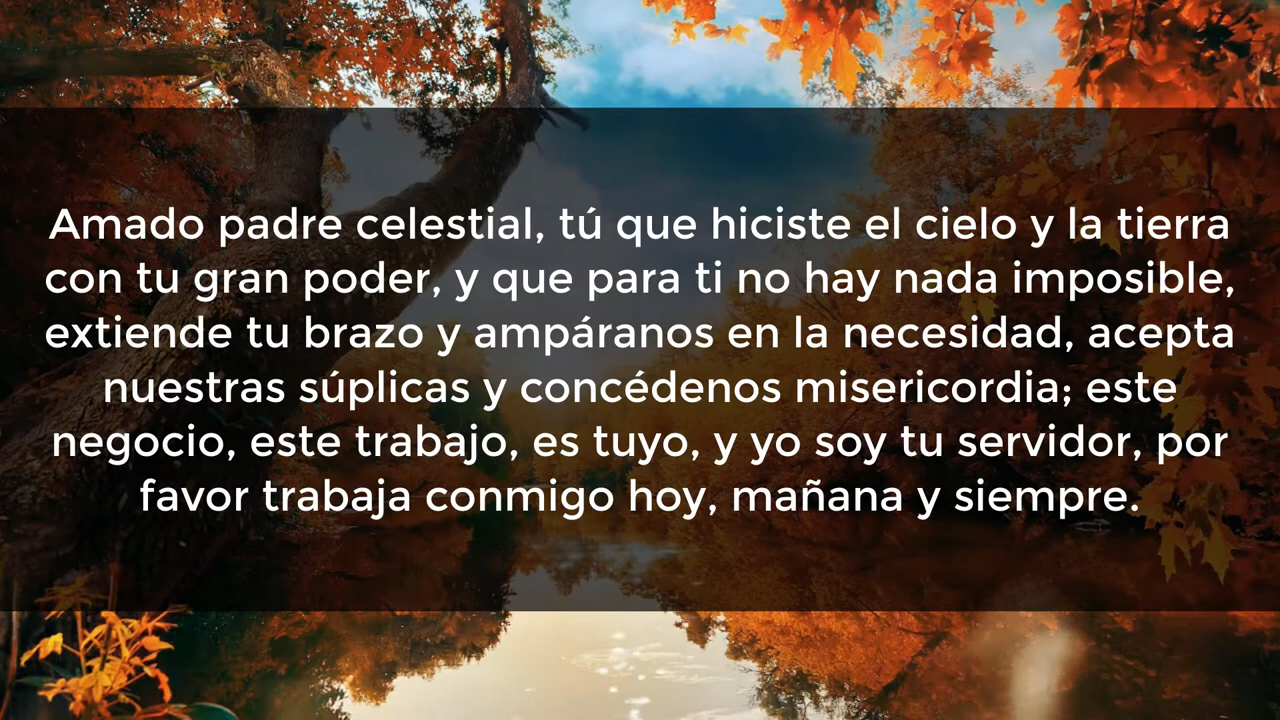 Amado padre celestial, tú que hiciste el cielo y la tierra
con tu gran poder, y que para ti no hay nada imposible,
extiende tu brazo y ampáranos en la necesidad, acepta
nuestras súplicas y concédenos misericordia; este
negocio, este trabajo, es tuyo, y yo soy tu servidor, por
favor trabaja conmigo hoy, mañana y siempre.